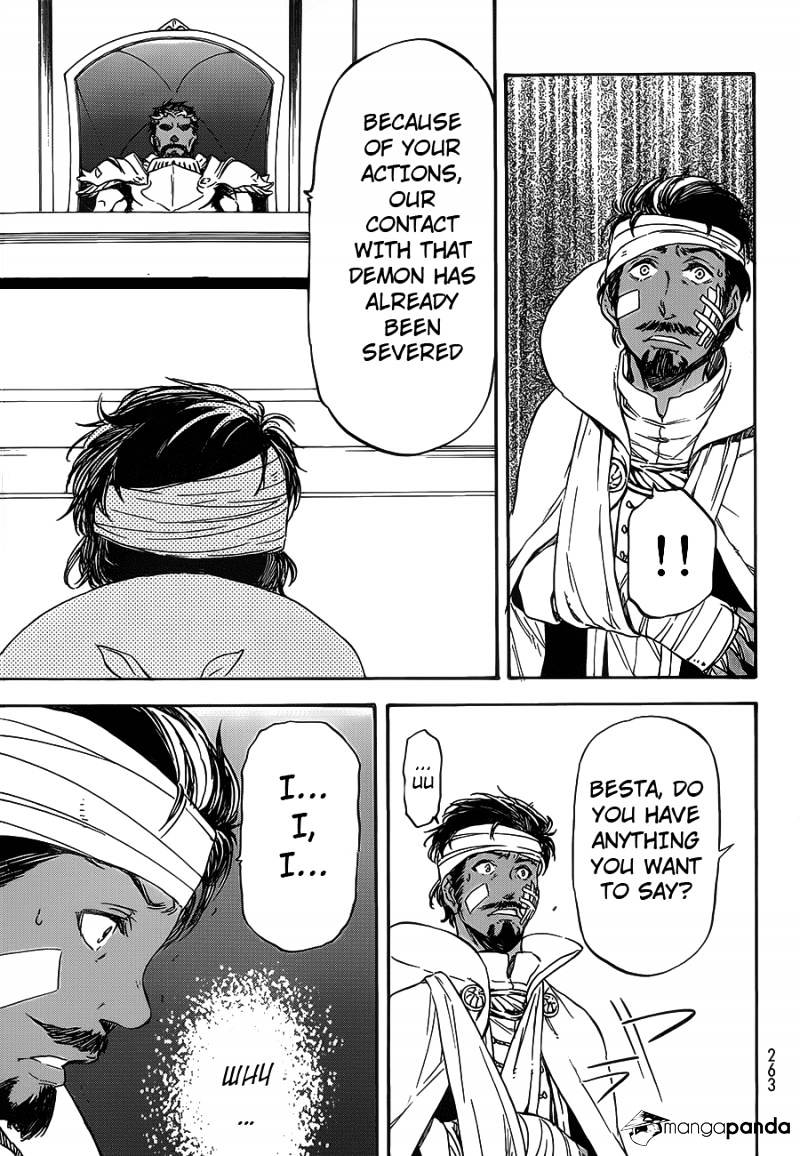 !!
BECAUSE
OF YOUR
ACTIONS,
OUR
CONTACT
WITH THAT
DEMON HAS
ALREADY
BEEN
SEVERED
BESTA, DO
YOU HAVE
ANYTHING
YOU WANT
TO SAY?
...
UU
I...
I,
I...
WHY
...
263
mangapanda